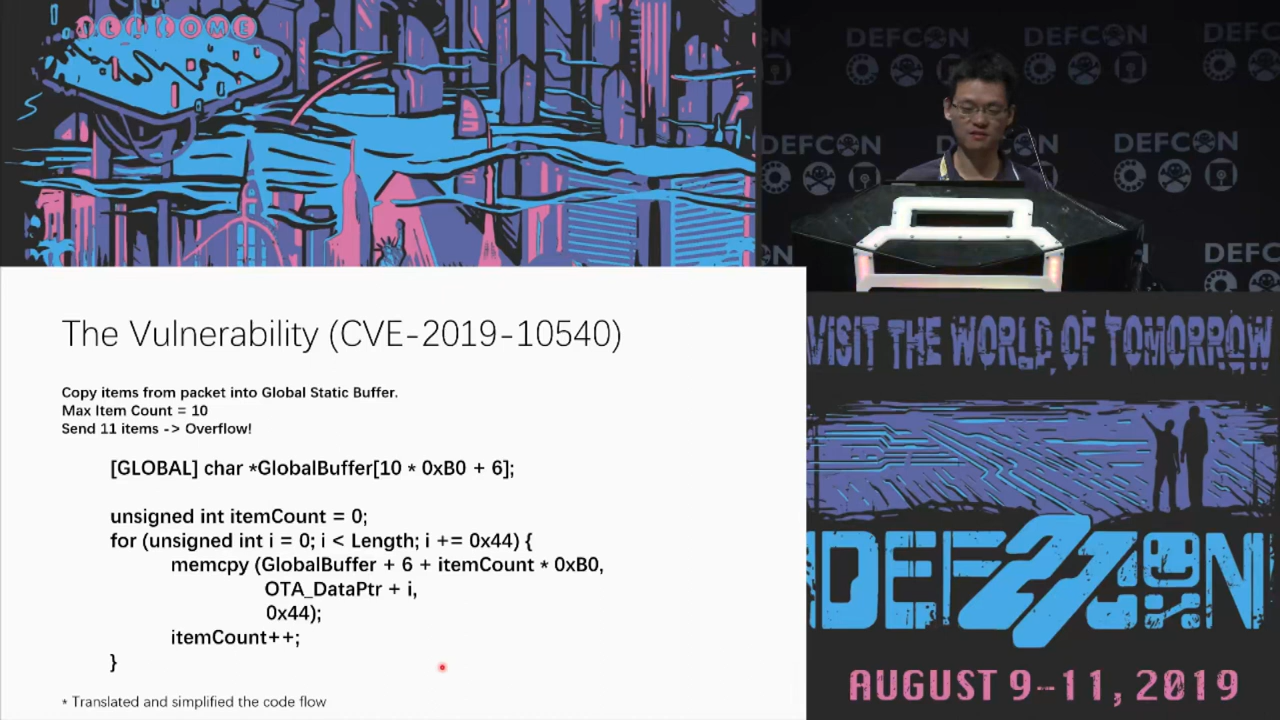 WELCOME
DEFCON DEFCON DEFCON
DEFCON DEFCON DEFCON
DEFCON
The Vulnerability (CVE-2019-10540)
Copy items from packet into Global Static Buffer.
Max Item Count = 10
Send 11 items -> Overflow!
[GLOBAL] char *GlobalBuffer[10 * 0xB0 + 6];
unsigned int itemCount = 0;
for (unsigned int i = 0; i < Length; i += 0x44) {
memcpy (GlobalBuffer + 6 + itemCount * 0xB0,
OTA_DataPtr + i,
0x44);
itemCount++;
}
* Translated and simplified the code flow
VISIT THE WORLD OF TOMORROW
DEF27CON
AUGUST 9-11, 2019